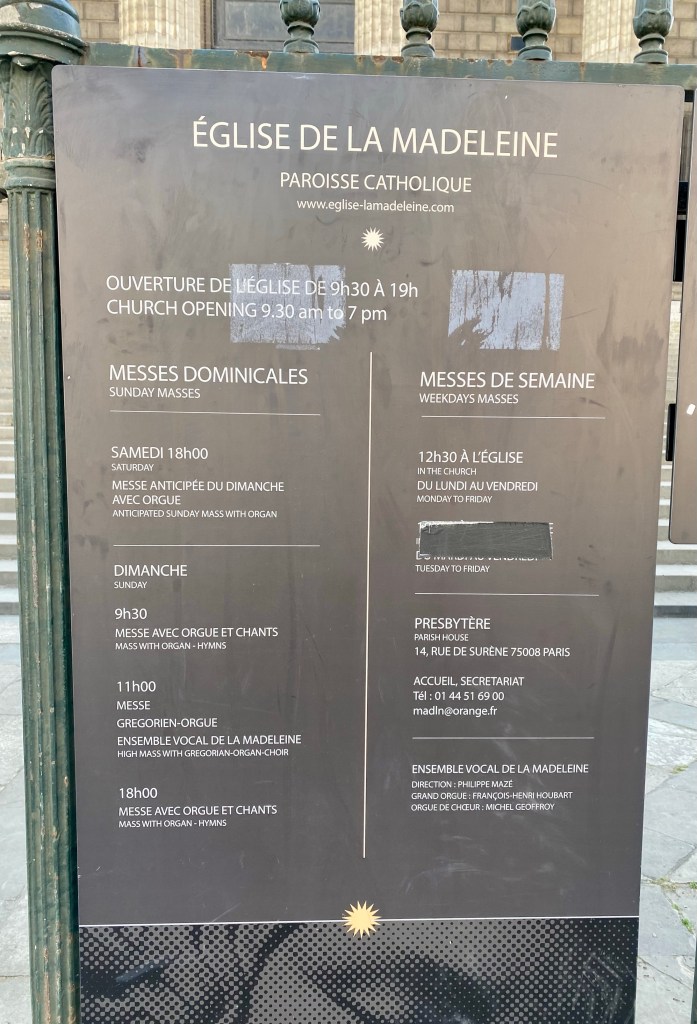 ÉGLISE DE LA MADELEINE
PAROISSE CATHOLIQUE
www.eglise-lamadeleine.com
OUVERTURE DE L'ÉGLISE DE 9h30 À 19h
CHURCH OPENING 9.30 am to 7 pm
MESSES DOMINICALES
SUNDAY MASSES
SAMEDI 18h00
SATURDAY
MESSE ANTICIPÉE DU DIMANCHE
AVEC ORGUE
ANTICIPATED SUNDAY MASS WITH ORGAN
DIMANCHE
SUNDAY
9h30
MESSE AVEC ORGUE ET CHANTS
MASS WITH ORGAN - HYMNS
11h00
MESSE
GREGORIEN-ORGUE
ENSEMBLE VOCAL DE LA MADELEINE
HIGH MASS WITH GREGORIAN-ORGAN-CHOIR
18h00
MESSE AVEC ORGUE ET CHANTS
MASS WITH ORGAN - HYMNS
MESSES DE SEMAINE
WEEKDAYS MASSES
12h30 À L'ÉGLISE
IN THE CHURCH
DU LUNDI AU VENDREDI
MONDAY TO FRIDAY
DU MARDI AU VENDREDI
TUESDAY TO FRIDAY
PRESBYTÈRE
PARISH HOUSE
14, RUE DE SURÈNE 75008 PARIS
ACCUEIL, SECRETARIAT
Tél : 01 44 51 69 00
madln@orange.fr
ENSEMBLE VOCAL DE LA MADELEINE
DIRECTION : PHILIPPE MAZÉ
GRAND ORGUE : FRANÇOIS-HENRI HOUBART
ORGUE DE CHŒUR : MICHEL GEOFFROY